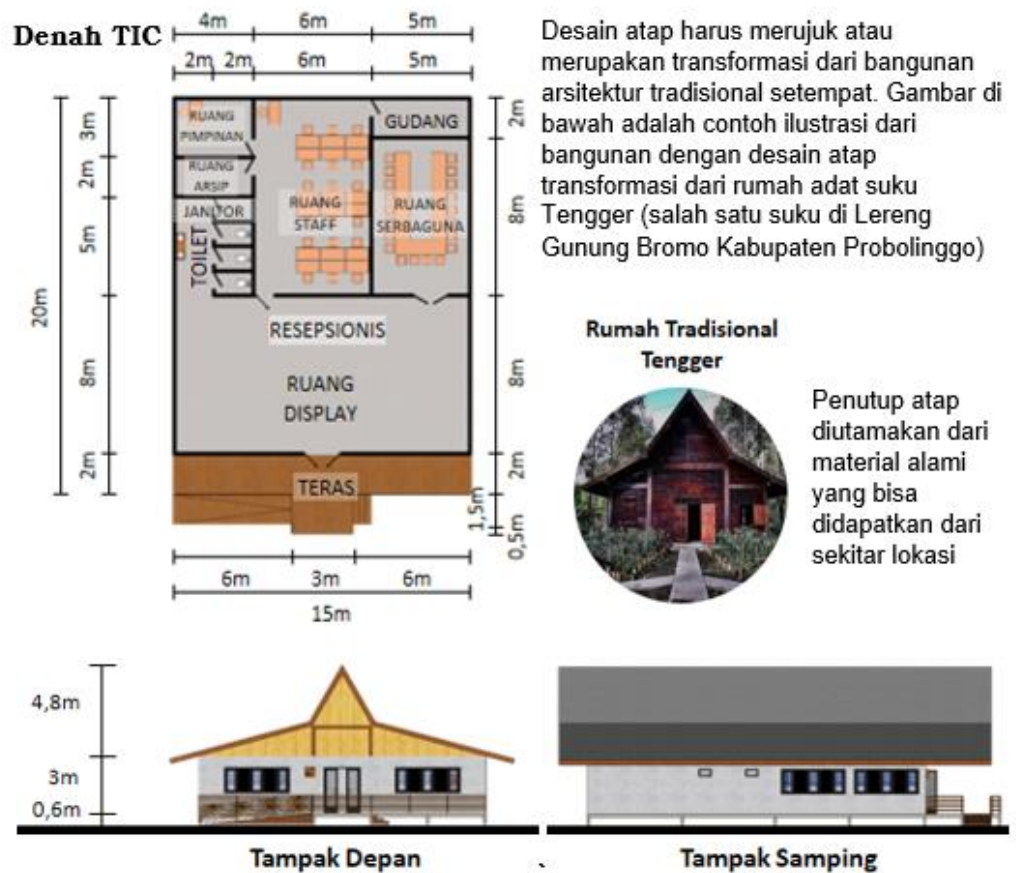 Denah TIC
4m
6m
5m
2m
2m
6m
5m
20m
3m
2m
5m
8m
2m
RUANG
PIMPINAN
RUANG
ARSIP
JANITOR
TOILET
RUANG
STAFF
GUDANG
RUANG
SERBAGUNA
RESEPSIONIS
RUANG
DISPLAY
TERAS
2m
8m
8m
2m
1,5m
0,5m
6m
3m
6m
15m
Desain atap harus merujuk atau
merupakan transformasi dari bangunan
arsitektur tradisional setempat. Gambar di
bawah adalah contoh ilustrasi dari
bangunan dengan desain atap
transformasi dari rumah adat suku
Tengger (salah satu suku di Lereng
Gunung Bromo Kabupaten Probolinggo)
Rumah Tradisional
Tengger
Penutup atap
diutamakan dari
material alami
yang bisa
didapatkan dari
sekitar lokasi
4,8m
3m
0,6m
Tampak Depan
Tampak Samping